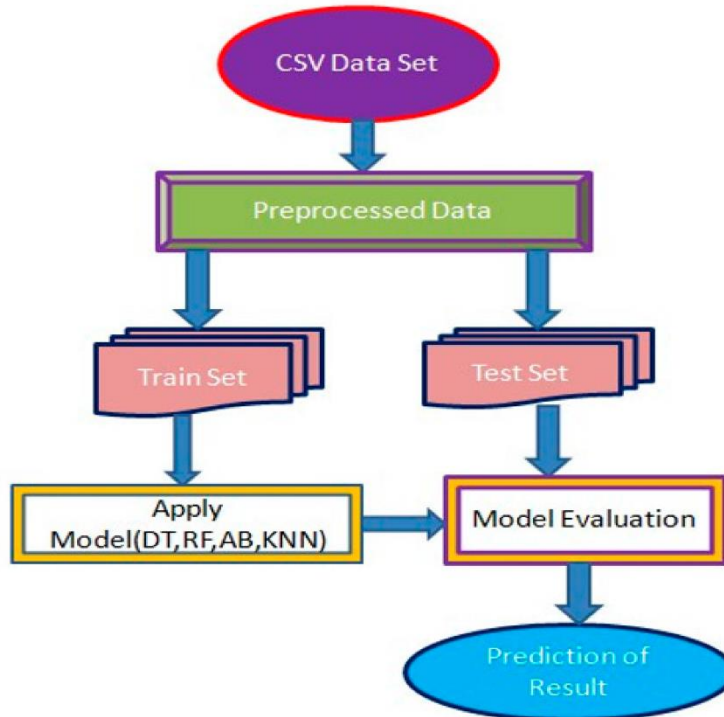 CSV Data Set
Preprocessed Data
Train Set
Test Set
Apply
Model(DT,RF,AB,KNN)
Model Evaluation
Prediction of
Result